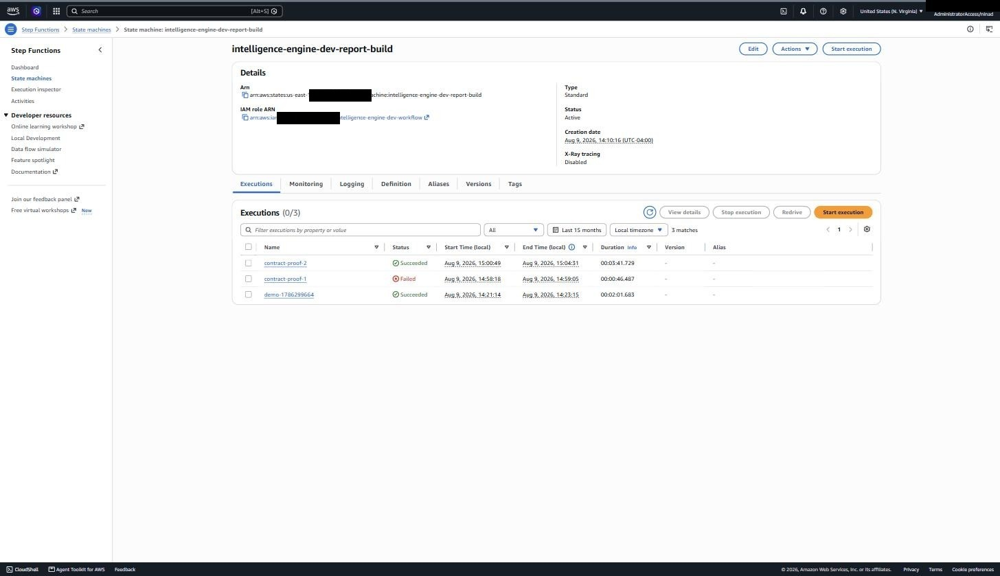 aws
Search [Alt+S]
United States (N. Virginia)
AdministratorAccess/ninad
Step Functions > State machines > State machine: intelligence-engine-dev-report-build
Step Functions
Dashboard
State machines
Execution inspector
Activities
Developer resources
Online learning workshop
Local Development
Data flow simulator
Feature spotlight
Documentation
Join our feedback panel
Free virtual workshops New
intelligence-engine-dev-report-build
Edit Actions Start execution
Details
Arn
arn:aws:states:us-east- achine:intelligence-engine-dev-report-build
IAM role ARN
arn:aws:iam telligence-engine-dev-workflow
Type
Standard
Status
Active
Creation date
Aug 9, 2026, 14:10:16 (UTC-04:00)
X-Ray tracing
Disabled
Executions Monitoring Logging Definition Aliases Versions Tags
Executions (0/3)
View details Stop execution Redrive Start execution
Filter executions by property or value All Last 15 months Local timezone 3 matches 1
Name Status Start Time (local) End Time (local) Duration Info Version Alias
contract-proof-2 Succeeded Aug 9, 2026, 15:00:49 Aug 9, 2026, 15:04:31 00:03:41.729 - -
contract-proof-1 Failed Aug 9, 2026, 14:58:18 Aug 9, 2026, 14:59:05 00:00:46.487 - -
demo-1786299664 Succeeded Aug 9, 2026, 14:21:14 Aug 9, 2026, 14:23:15 00:02:01.683 - -
CloudShell Agent Toolkit for AWS Feedback
© 2026, Amazon Web Services, Inc. or its affiliates. Privacy Terms Cookie preferences